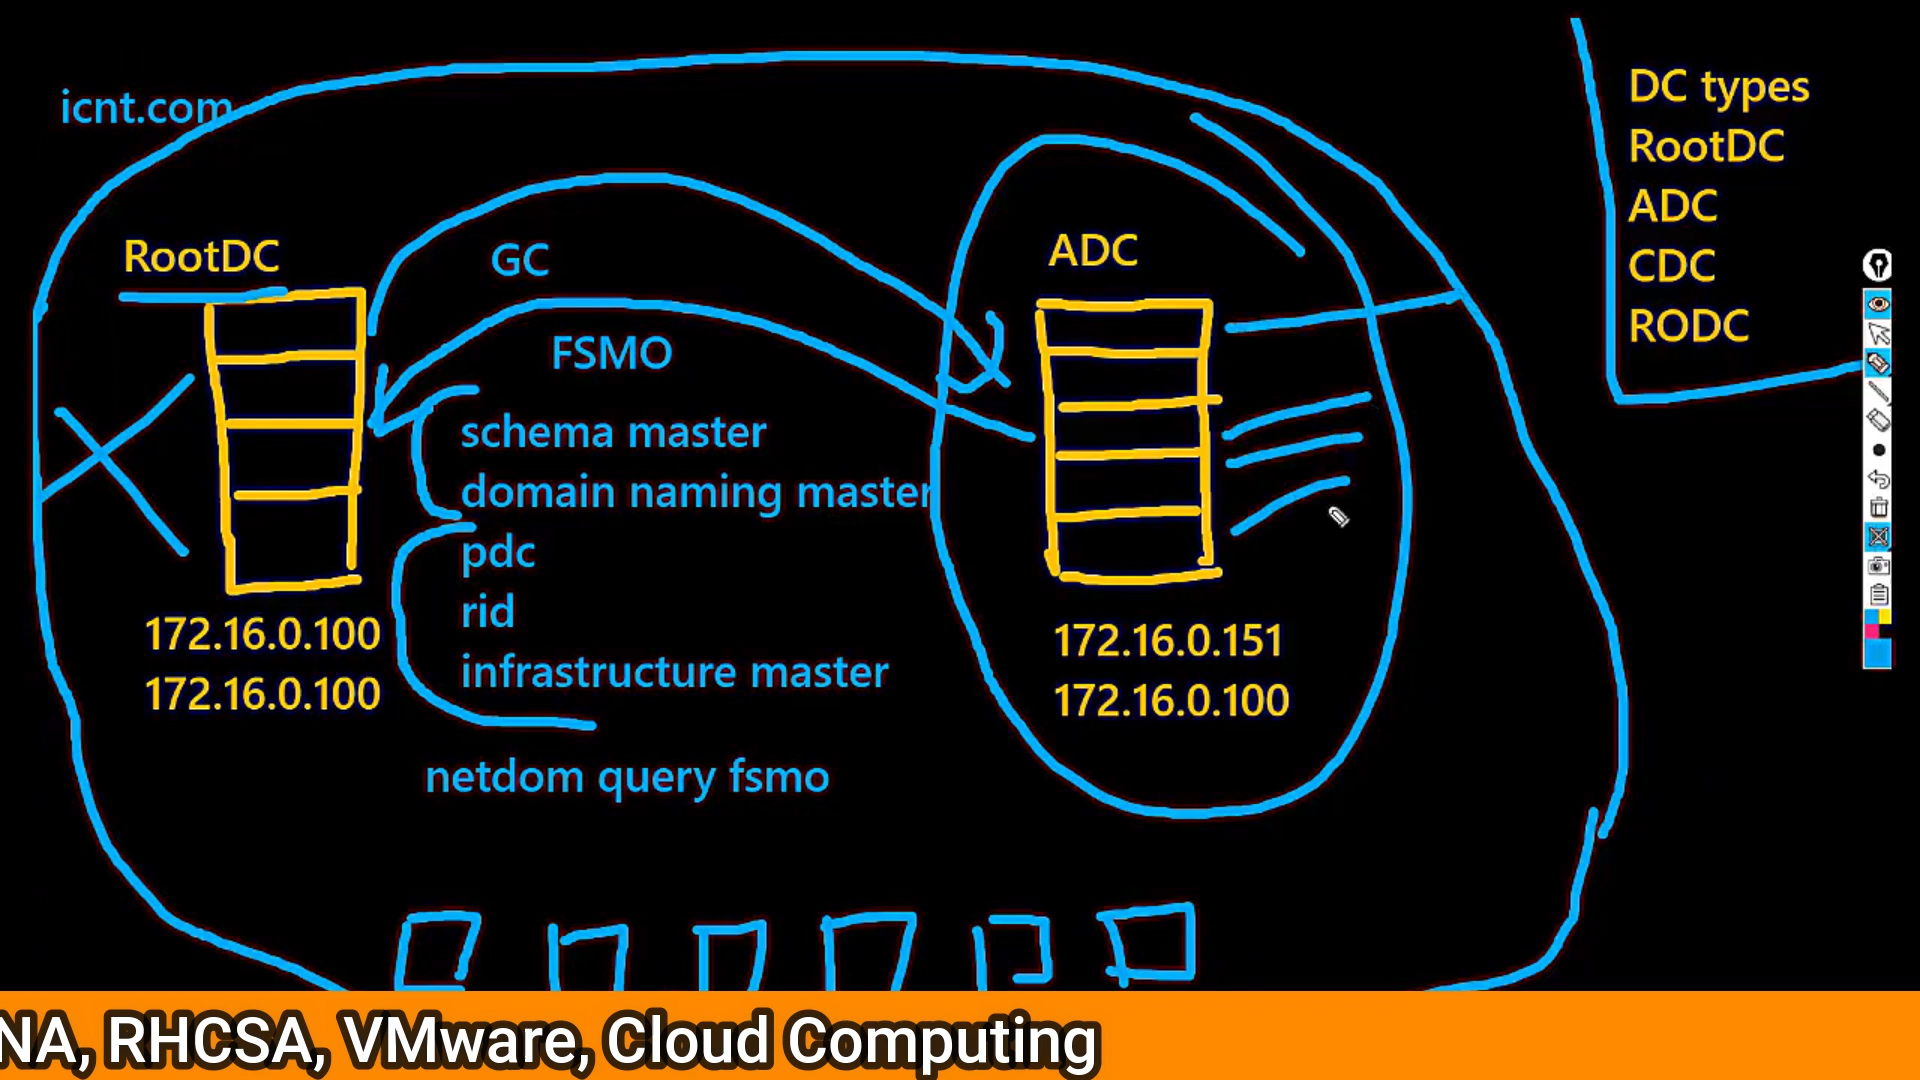 icnt.com
RootDC
172.16.0.100
172.16.0.100
GC
FSMO
schema master
domain naming master
pdc
rid
infrastructure master
netdom query fsmo
ADC
172.16.0.151
172.16.0.100
DC types
RootDC
ADC
CDC
RODC
NA, RHCSA, VMware, Cloud Computing